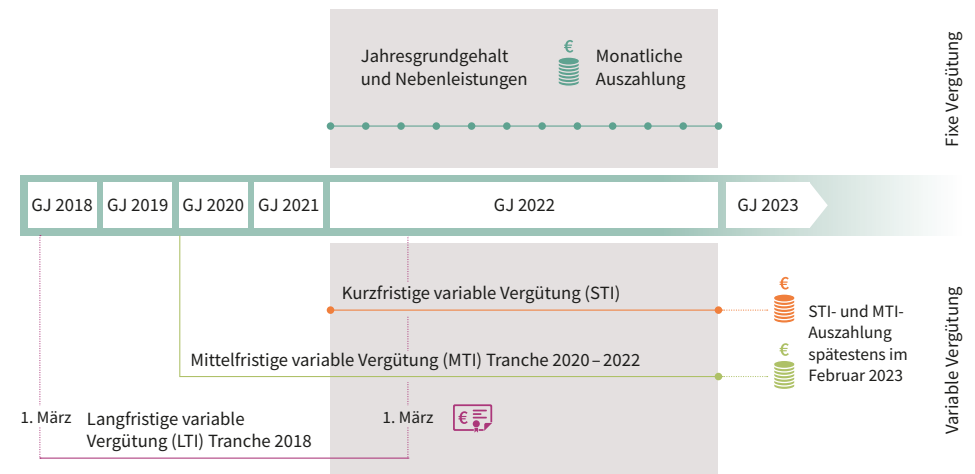 Jahresgrundgehalt
und Nebenleistungen
€
Monatliche
Auszahlung
Fixe Vergütung
GJ 2018
GJ 2019
GJ 2020
GJ 2021
GJ 2022
GJ 2023
Kurzfristige variable Vergütung (STI)
€
STI- und MTI-
Auszahlung
spätestens im
Februar 2023
€
Mittelfristige variable Vergütung (MTI) Tranche 2020 – 2022
1. März
Langfristige variable
Vergütung (LTI) Tranche 2018
1. März
€
Variable Vergütung